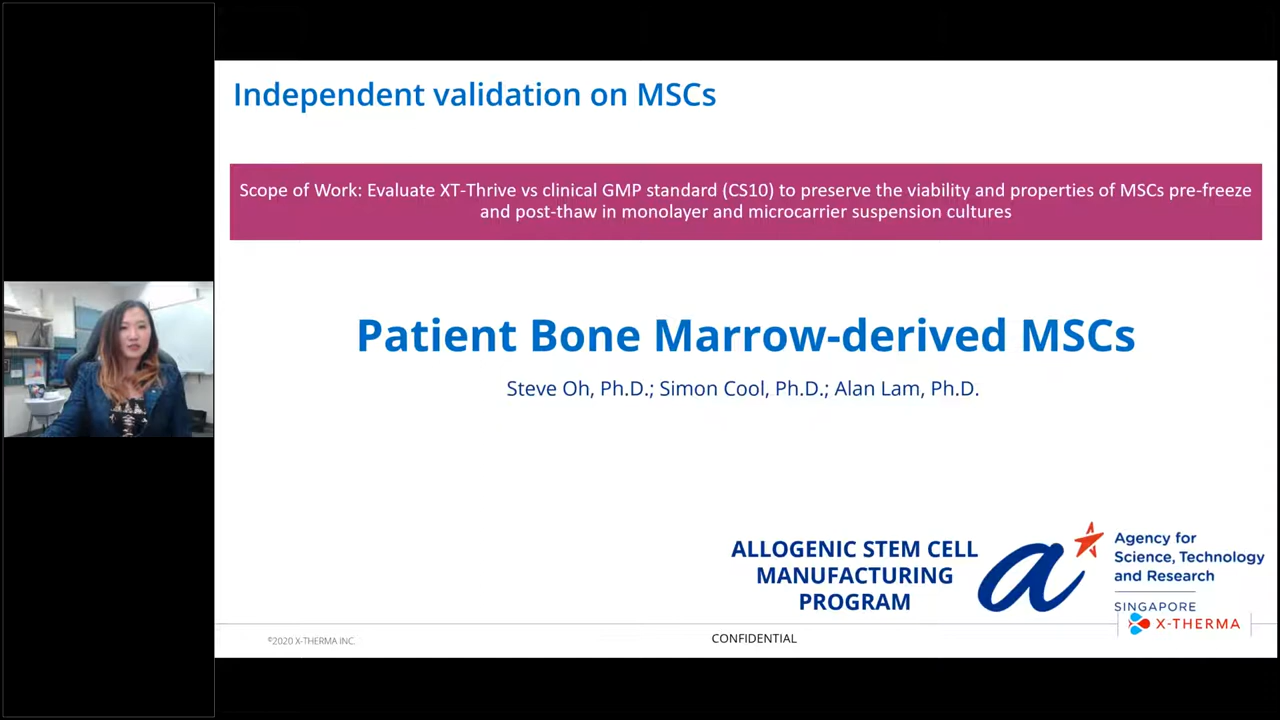 Independent validation on MSCs
Scope of Work: Evaluate XT-Thrive vs clinical GMP standard (CS10) to preserve the viability and properties of MSCs pre-freeze
and post-thaw in monolayer and microcarrier suspension cultures
Patient Bone Marrow-derived MSCs
Steve Oh, Ph.D.; Simon Cool, Ph.D.; Alan Lam, Ph.D.
ALLOGENIC STEM CELL
MANUFACTURING
PROGRAM
Agency for
Science, Technology
and Research
SINGAPORE
X-THERMA
©2020 X-THERMA INC.
CONFIDENTIAL